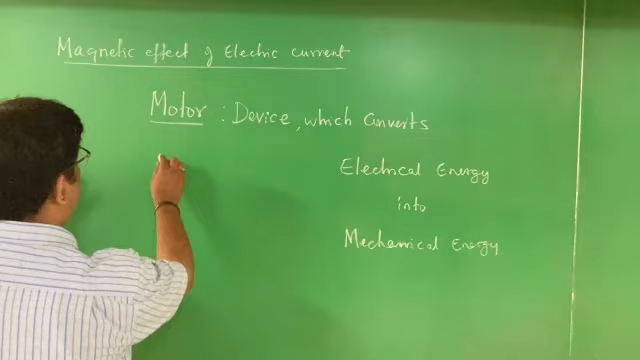 Magnetic effect of Electric current
Motor : Device, which Converts
Electrical Energy
into
Mechanical Energy